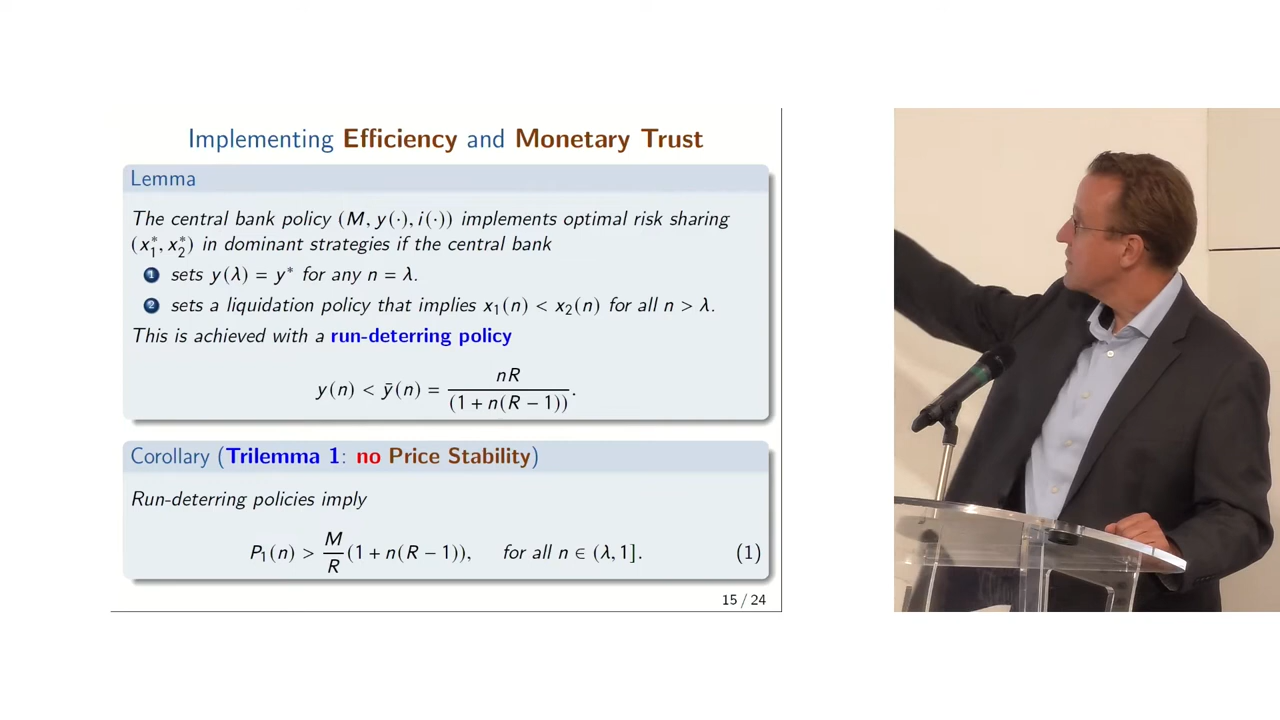 Implementing Efficiency and Monetary Trust
Lemma
The central bank policy (M, y(·), i(·)) implements optimal risk sharing
(x₁*, x₂*) in dominant strategies if the central bank
1 sets y(λ) = y* for any n = λ.
2 sets a liquidation policy that implies x₁(n) < x₂(n) for all n > λ.
This is achieved with a run-deterring policy
y(n) < ȳ(n) = nR / (1 + n(R − 1)).
Corollary (Trilemma 1: no Price Stability)
Run-deterring policies imply
P₁(n) > M/R (1 + n(R − 1)), for all n ∈ (λ, 1]. (1)
15 / 24